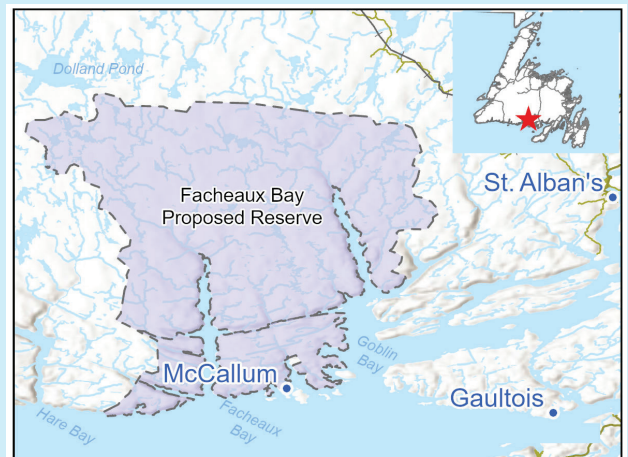 Dolland Pond
St. Alban's
Facheaux Bay
Proposed Reserve
Goblin
Bay
McCallum
Gaultois
Hare Bay
Facheaux
Bay